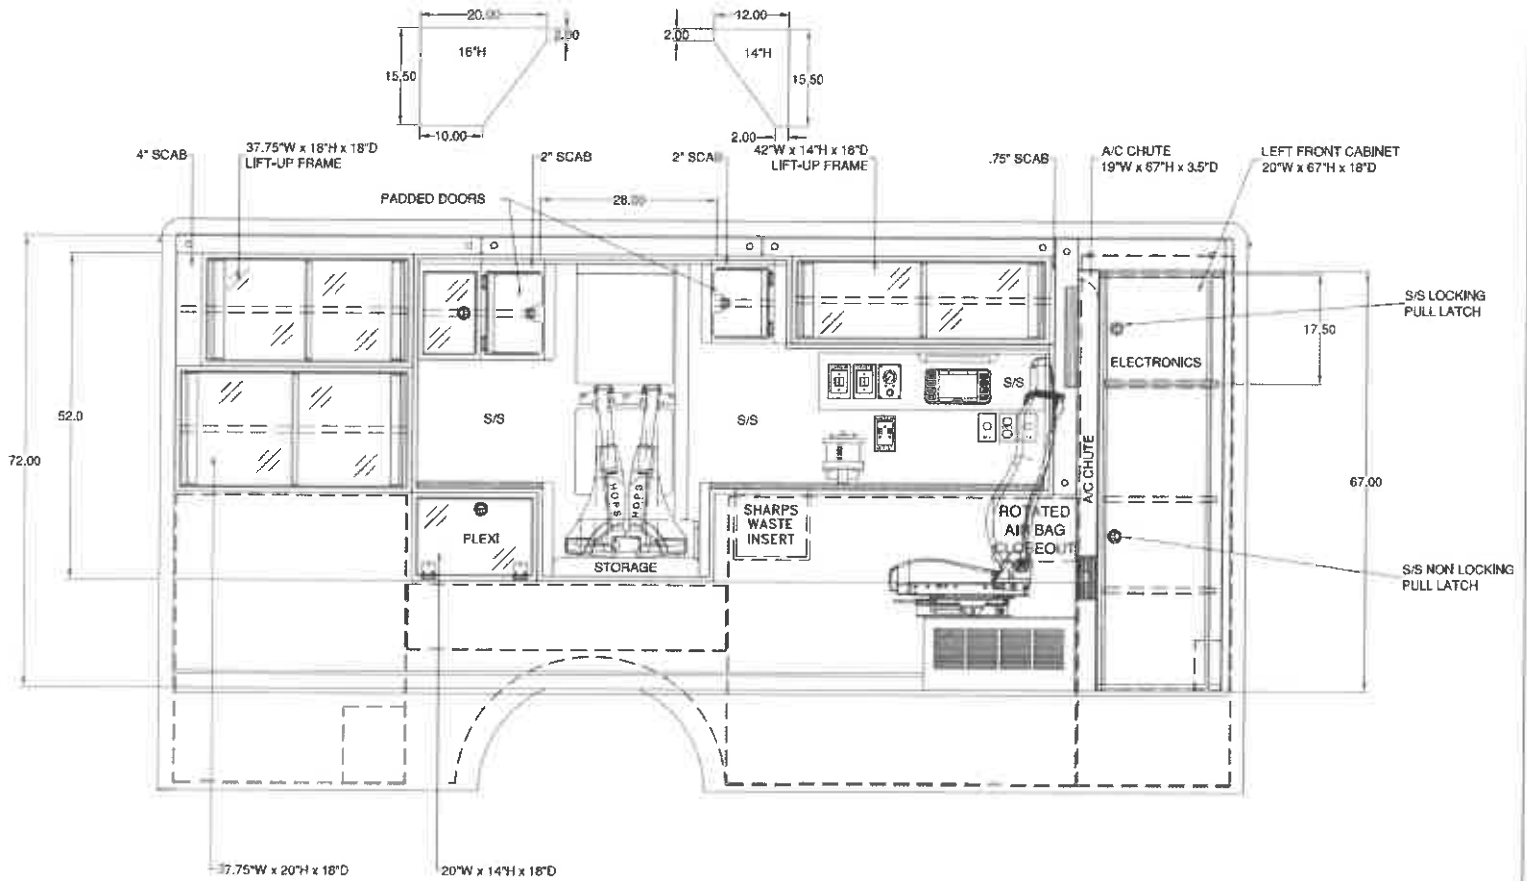 20.00
12.00
2.00
2.00
16"H
14"H
15.50
15.50
10.00
2.00
4" SCAB
37.75"W x 18"H x 18"D
LIFT-UP FRAME
2" SCAB
2" SCAB
42"W x 14"H x 18"D
LIFT-UP FRAME
.75" SCAB
A/C CHUTE
19"W x 67"H x 3.5"D
LEFT FRONT CABINET
20"W x 67"H x 18"D
PADDED DOORS
28.00
S/S LOCKING
PULL LATCH
17.50
ELECTRONICS
S/S
52.0
S/S
S/S
72.00
A/C CHUTE
67.00
SHOPS
SHOPS
PLEXI
SHARPS
WASTE
INSERT
ROTATED
AIR BAG
CLOSEOUT
STORAGE
S/S NON LOCKING
PULL LATCH
37.75"W x 20"H x 18"D
20"W x 14"H x 18"D